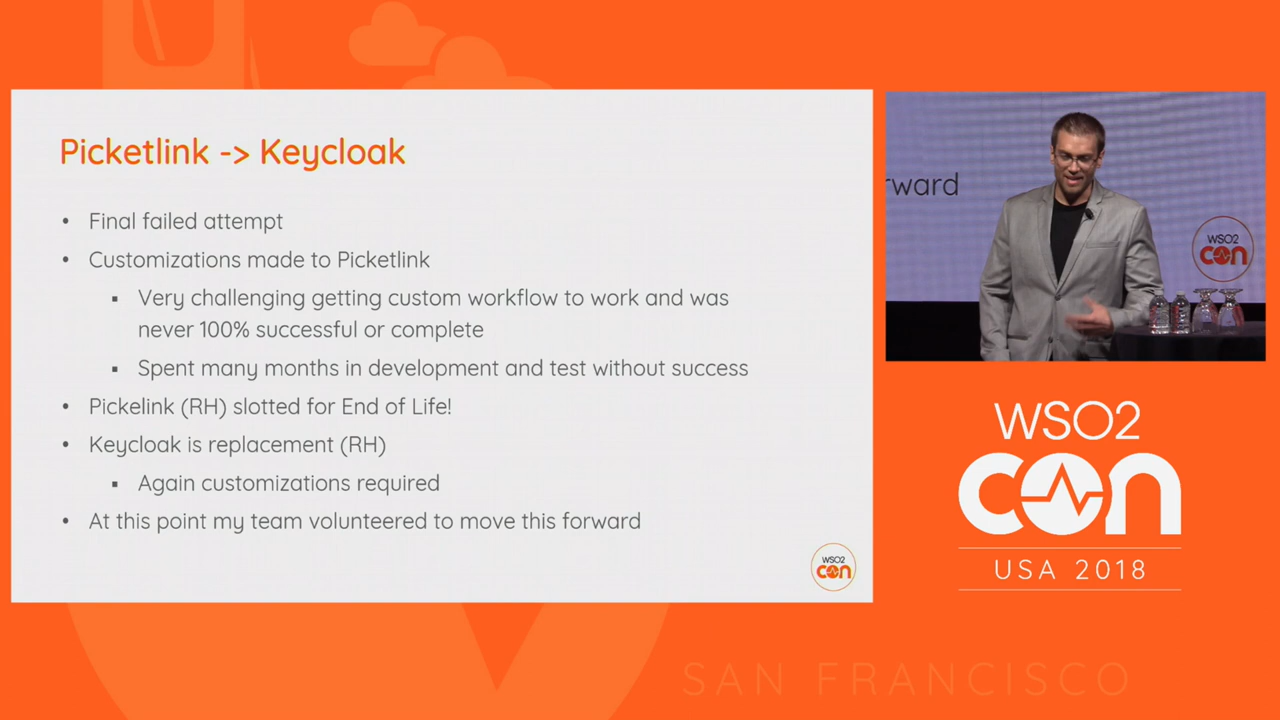 Picketlink -> Keycloak
• Final failed attempt
• Customizations made to Picketlink
▪ Very challenging getting custom workflow to work and was
never 100% successful or complete
▪ Spent many months in development and test without success
• Pickelink (RH) slotted for End of Life!
• Keycloak is replacement (RH)
▪ Again customizations required
• At this point my team volunteered to move this forward
WSO2
con
rward
WSO2
con
WSO2
con
USA 2018
SAN FRANCISCO